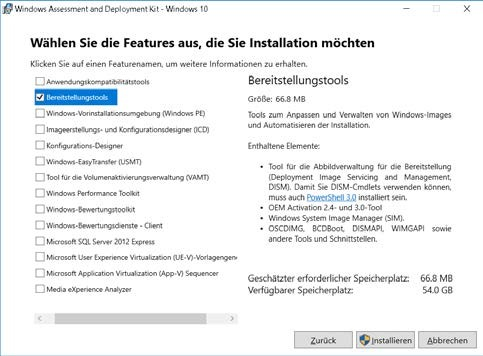 Windows Assessment and Deployment Kit - Windows 10
Wählen Sie die Features aus, die Sie Installation möchten
Klicken Sie auf einen Featurenamen, um weitere Informationen zu erhalten.
Anwendungskompatibilitätstools
Bereitstellungstools
Windows-Vorinstallationsumgebung (Windows PE)
Imageerstellungs- und Konfigurationsdesigner (ICD)
Konfigurations-Designer
Windows-EasyTransfer (USMT)
Tool für die Volumenaktivierungsverwaltung (VAMT)
Windows Performance Toolkit
Windows-Bewertungstoolkit
Windows-Bewertungsdienste - Client
Microsoft SQL Server 2012 Express
Microsoft User Experience Virtualization (UE-V)-Vorlagengene
Microsoft Application Virtualization (App-V) Sequencer
Media eXperience Analyzer
Bereitstellungstools
Größe: 66.8 MB
Tools zum Anpassen und Verwalten von Windows-Images
und Automatisieren der Installation.
Enthaltene Elemente:
• Tool für die Abbildverwaltung für die Bereitstellung
(Deployment Image Servicing and Management,
DISM). Damit Sie DISM-Cmdlets verwenden können,
muss auch PowerShell 3.0 installiert sein.
• OEM Activation 2.4- und 3.0-Tool
• Windows System Image Manager (SIM).
• OSCDIMG, BCDBoot, DISMAPI, WIMGAPI sowie
andere Tools und Schnittstellen.
Geschätzter erforderlicher Speicherplatz: 66.8 MB
Verfügbarer Speicherplatz: 54.0 GB
Zurück
Installieren
Abbrechen